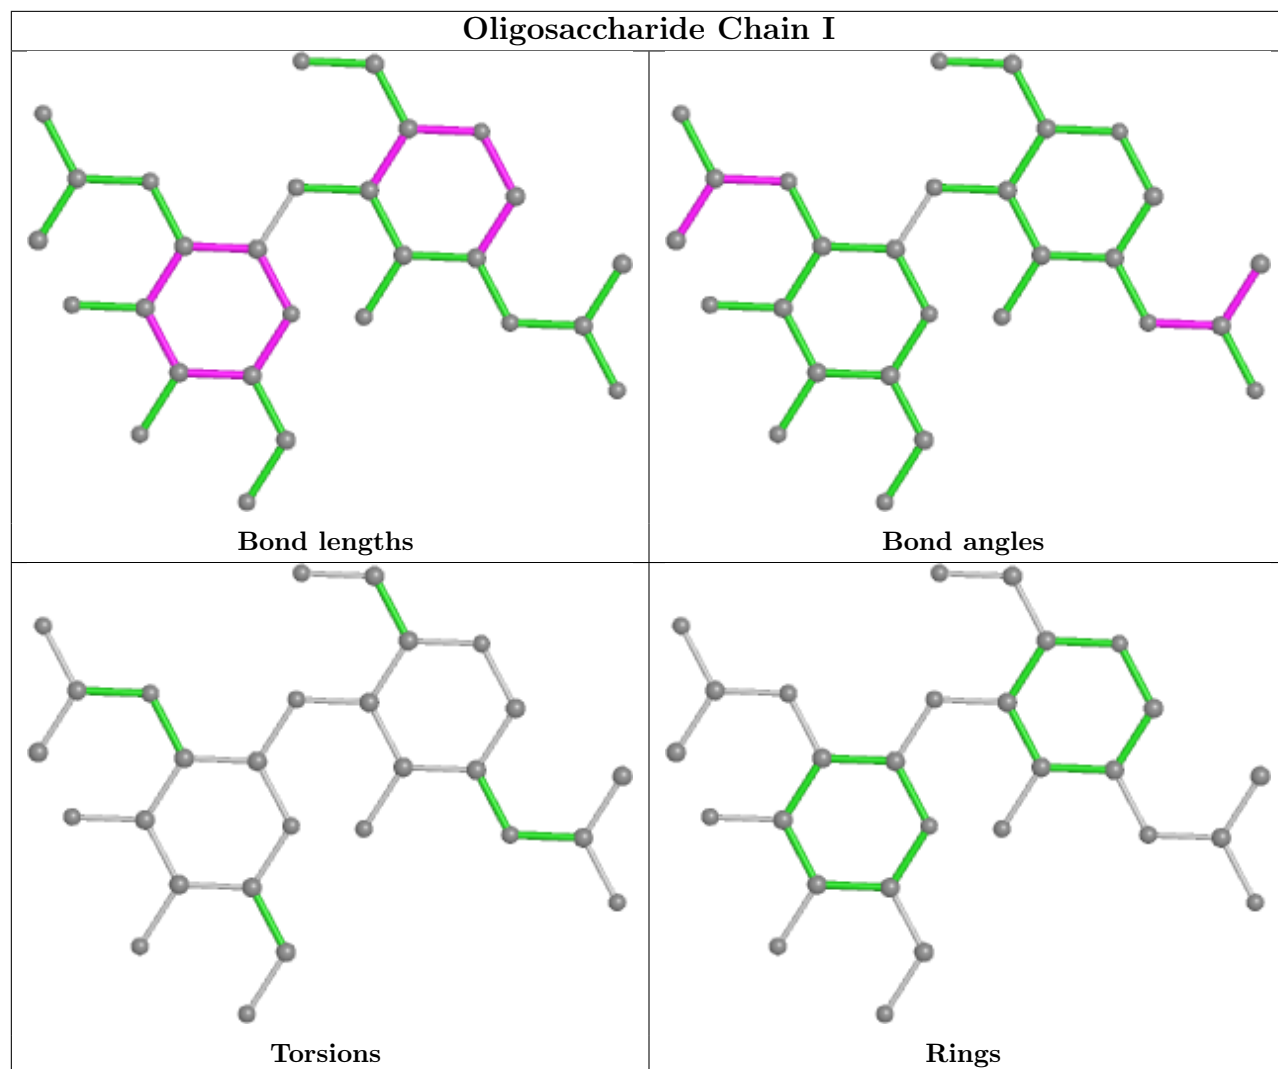 Oligosaccharide Chain I
Bond lengths
Bond angles
Torsions
Rings